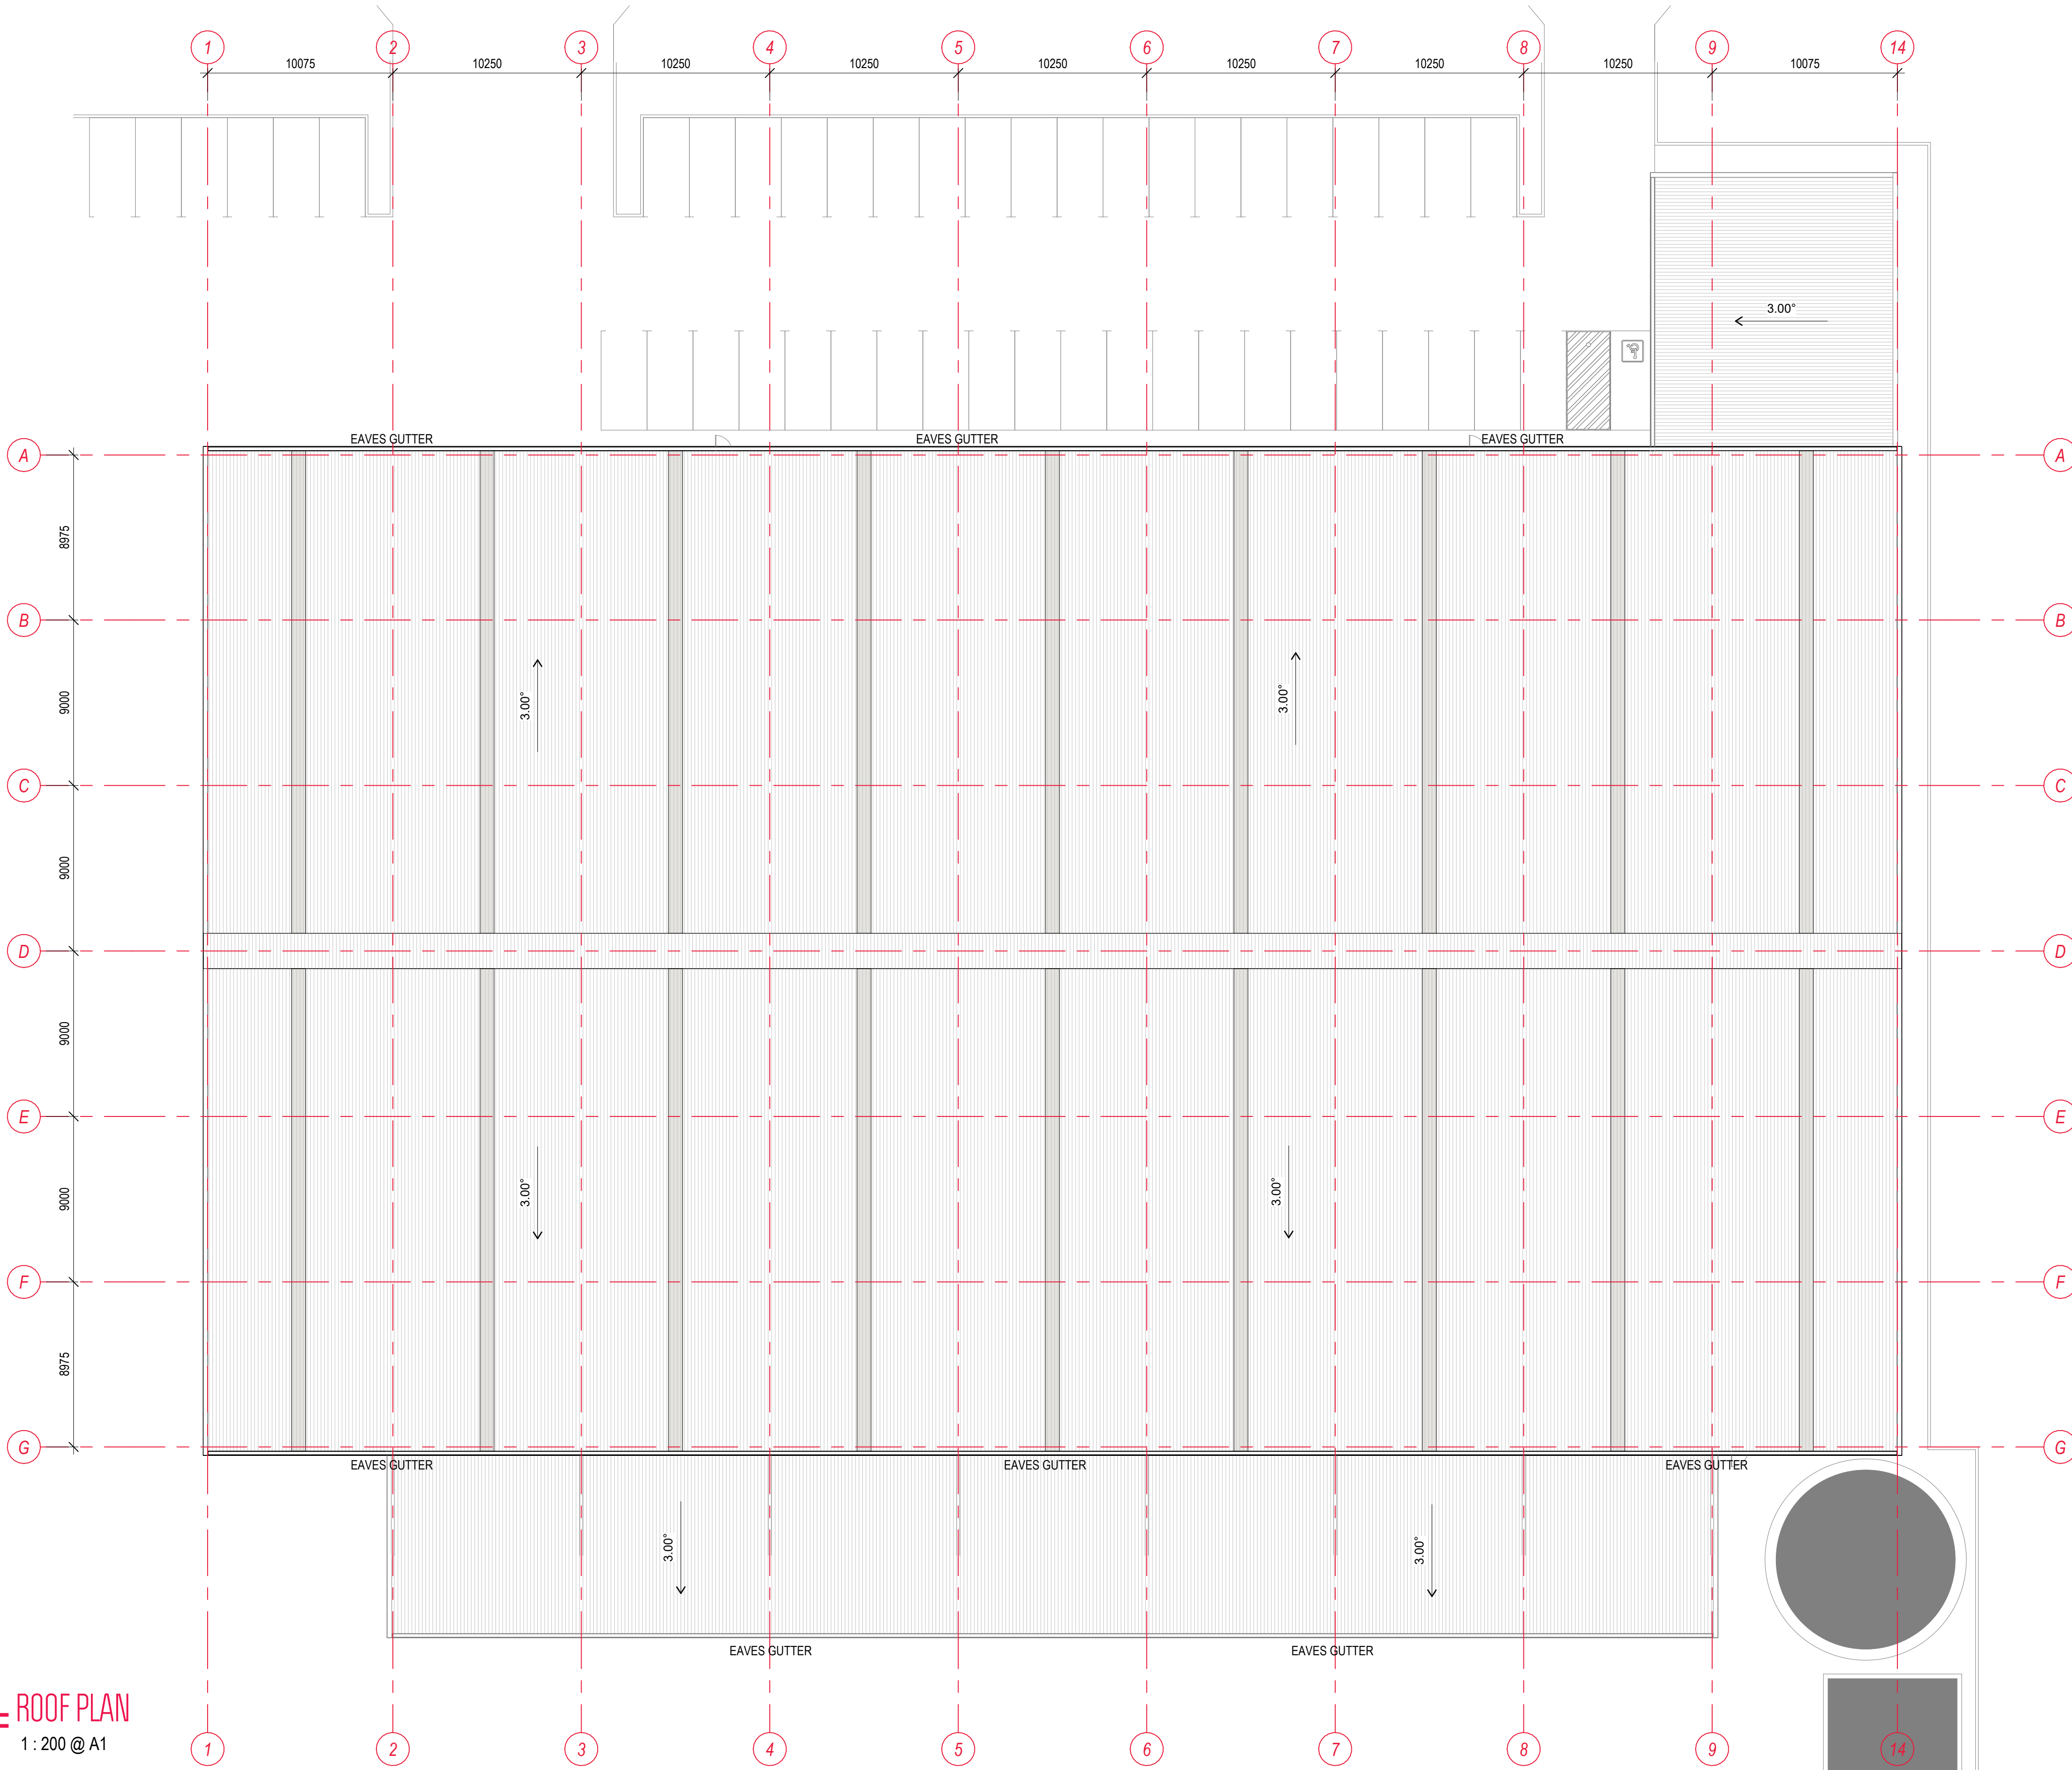 1 2 3 4 5 6 7 8 9 14
10075 10250 10250 10250 10250 10250 10250 10250 10075
3.00°
EAVES GUTTER EAVES GUTTER EAVES GUTTER
A A
8975
B B
9000
3.00° 3.00°
C C
9000
D D
9000
E E
9000
3.00° 3.00°
F F
8975
G G
EAVES GUTTER EAVES GUTTER EAVES GUTTER
3.00° 3.00°
EAVES GUTTER EAVES GUTTER
ROOF PLAN
1 : 200 @ A1
1 2 3 4 5 6 7 8 9 14